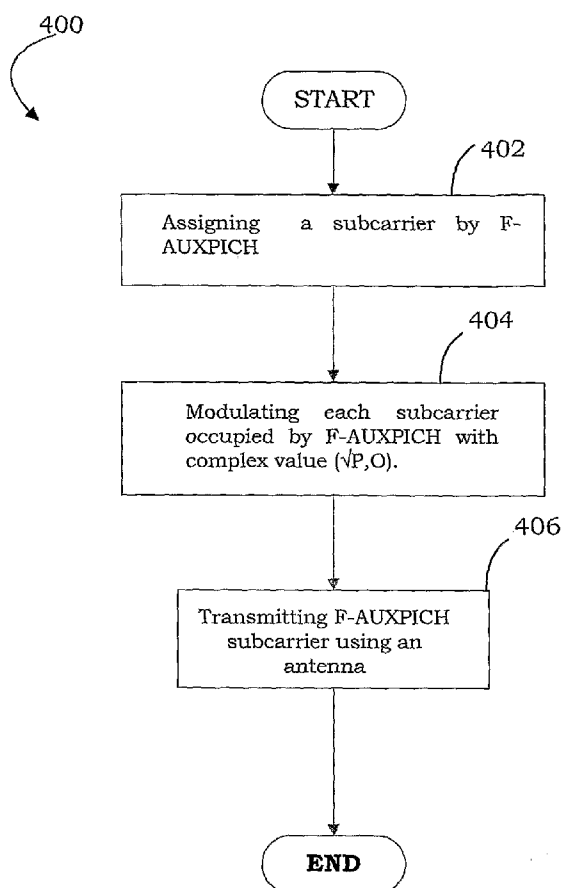 400
START
402
Assigning a subcarrier by F-
AUXPICH
404
Modulating each subcarrier
occupied by F-AUXPICH with
complex value (√P,O).
406
Transmitting F-AUXPICH
subcarrier using an
antenna
END